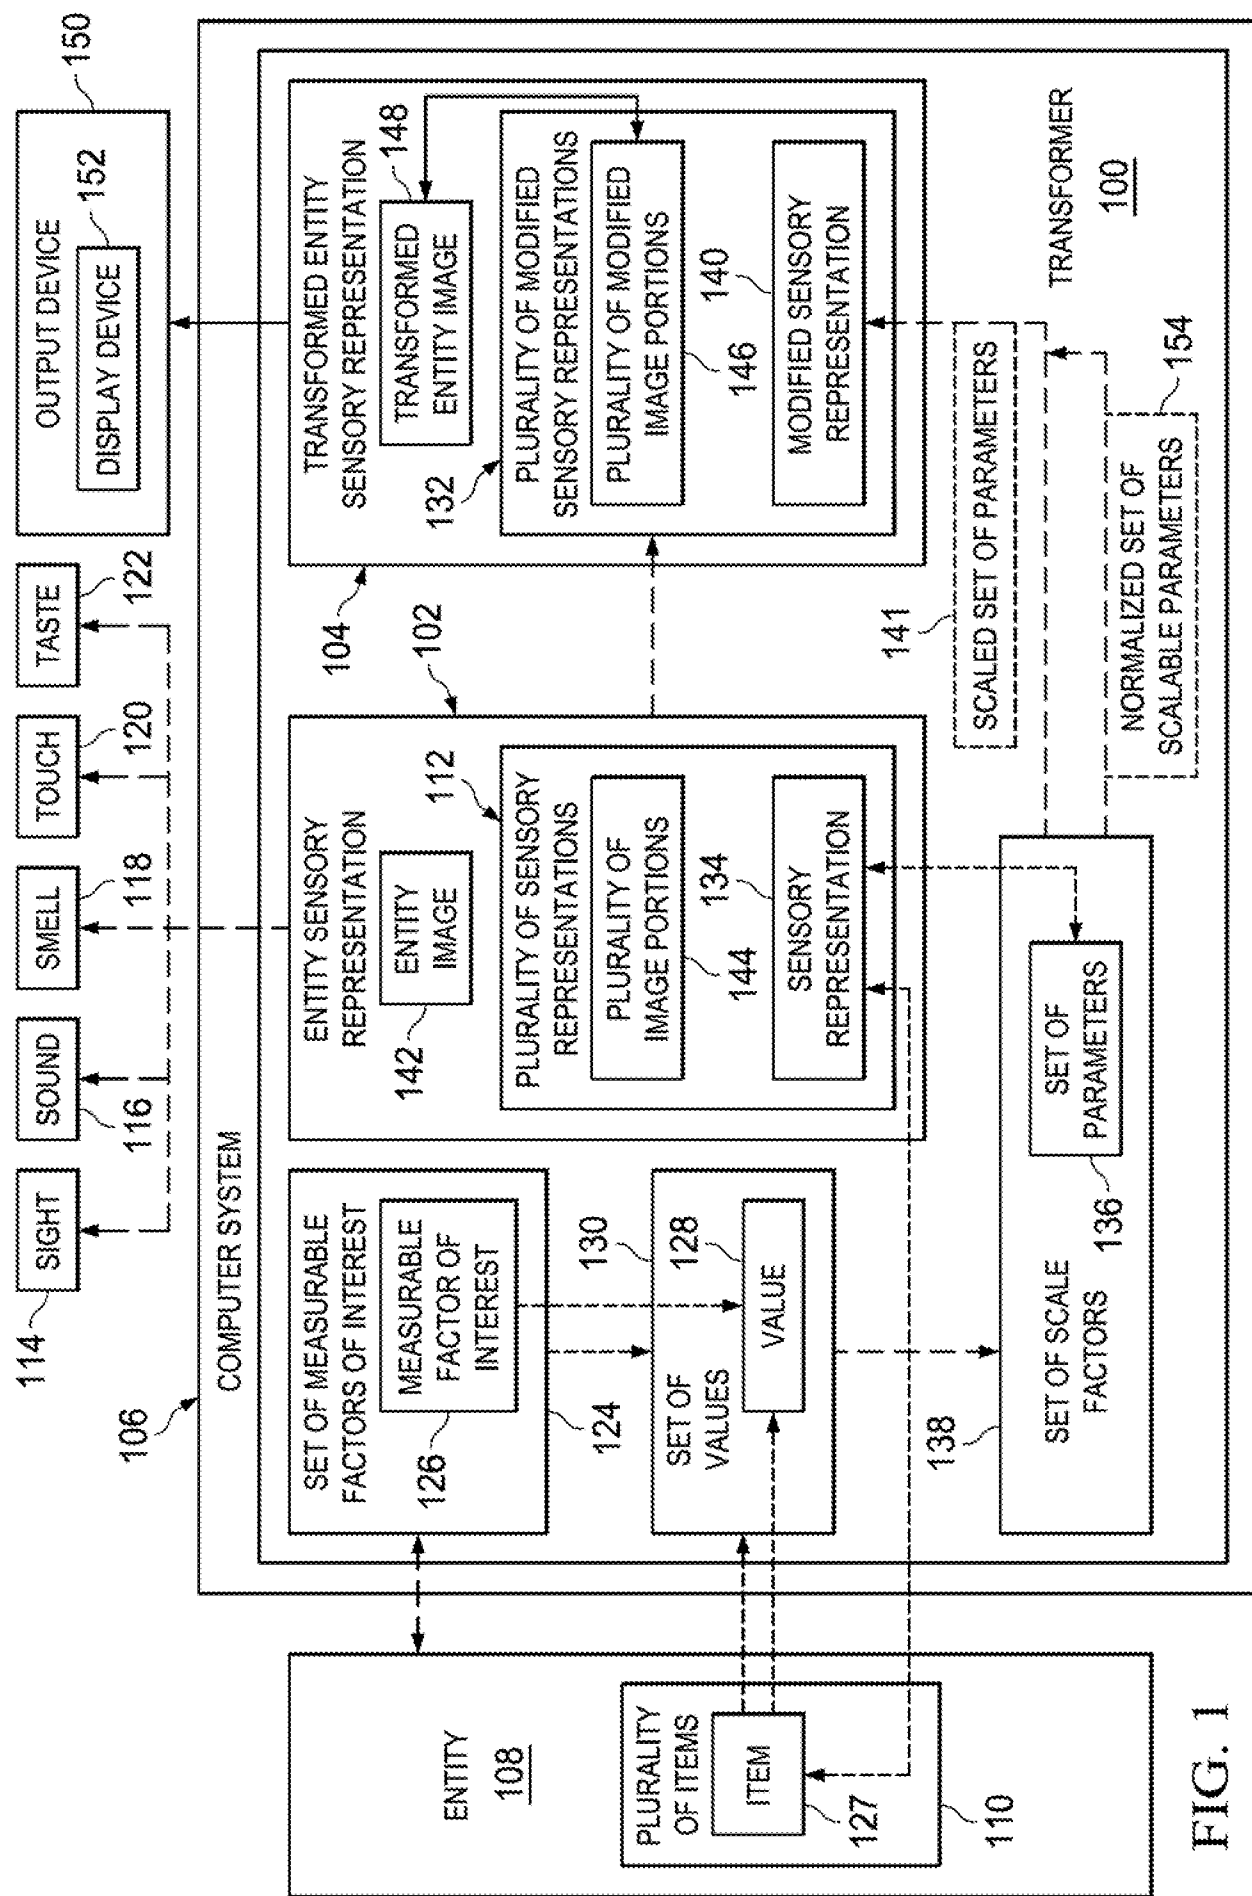 114
SIGHT
SOUND
116
SMELL
118
TOUCH
120
TASTE
122
OUTPUT DEVICE
150
DISPLAY DEVICE
152
106
COMPUTER SYSTEM
SET OF MEASURABLE
FACTORS OF INTEREST
MEASURABLE
FACTOR OF
INTEREST
126
124
ENTITY SENSORY
REPRESENTATION
102
ENTITY
IMAGE
142
112
PLURALITY OF SENSORY
REPRESENTATIONS
PLURALITY OF
IMAGE PORTIONS
144
134
SENSORY
REPRESENTATION
104
TRANSFORMED ENTITY
SENSORY REPRESENTATION
148
TRANSFORMED
ENTITY IMAGE
132
PLURALITY OF MODIFIED
SENSORY REPRESENTATIONS
PLURALITY OF MODIFIED
IMAGE PORTIONS
146
140
MODIFIED SENSORY
REPRESENTATION
ENTITY
108
PLURALITY
OF ITEMS
ITEM
127
110
130
SET OF
VALUES
128
VALUE
138
SET OF SCALE
FACTORS
136
SET OF
PARAMETERS
141
SCALED SET OF PARAMETERS
NORMALIZED SET OF
SCALABLE PARAMETERS
154
TRANSFORMER
100
FIG. 1